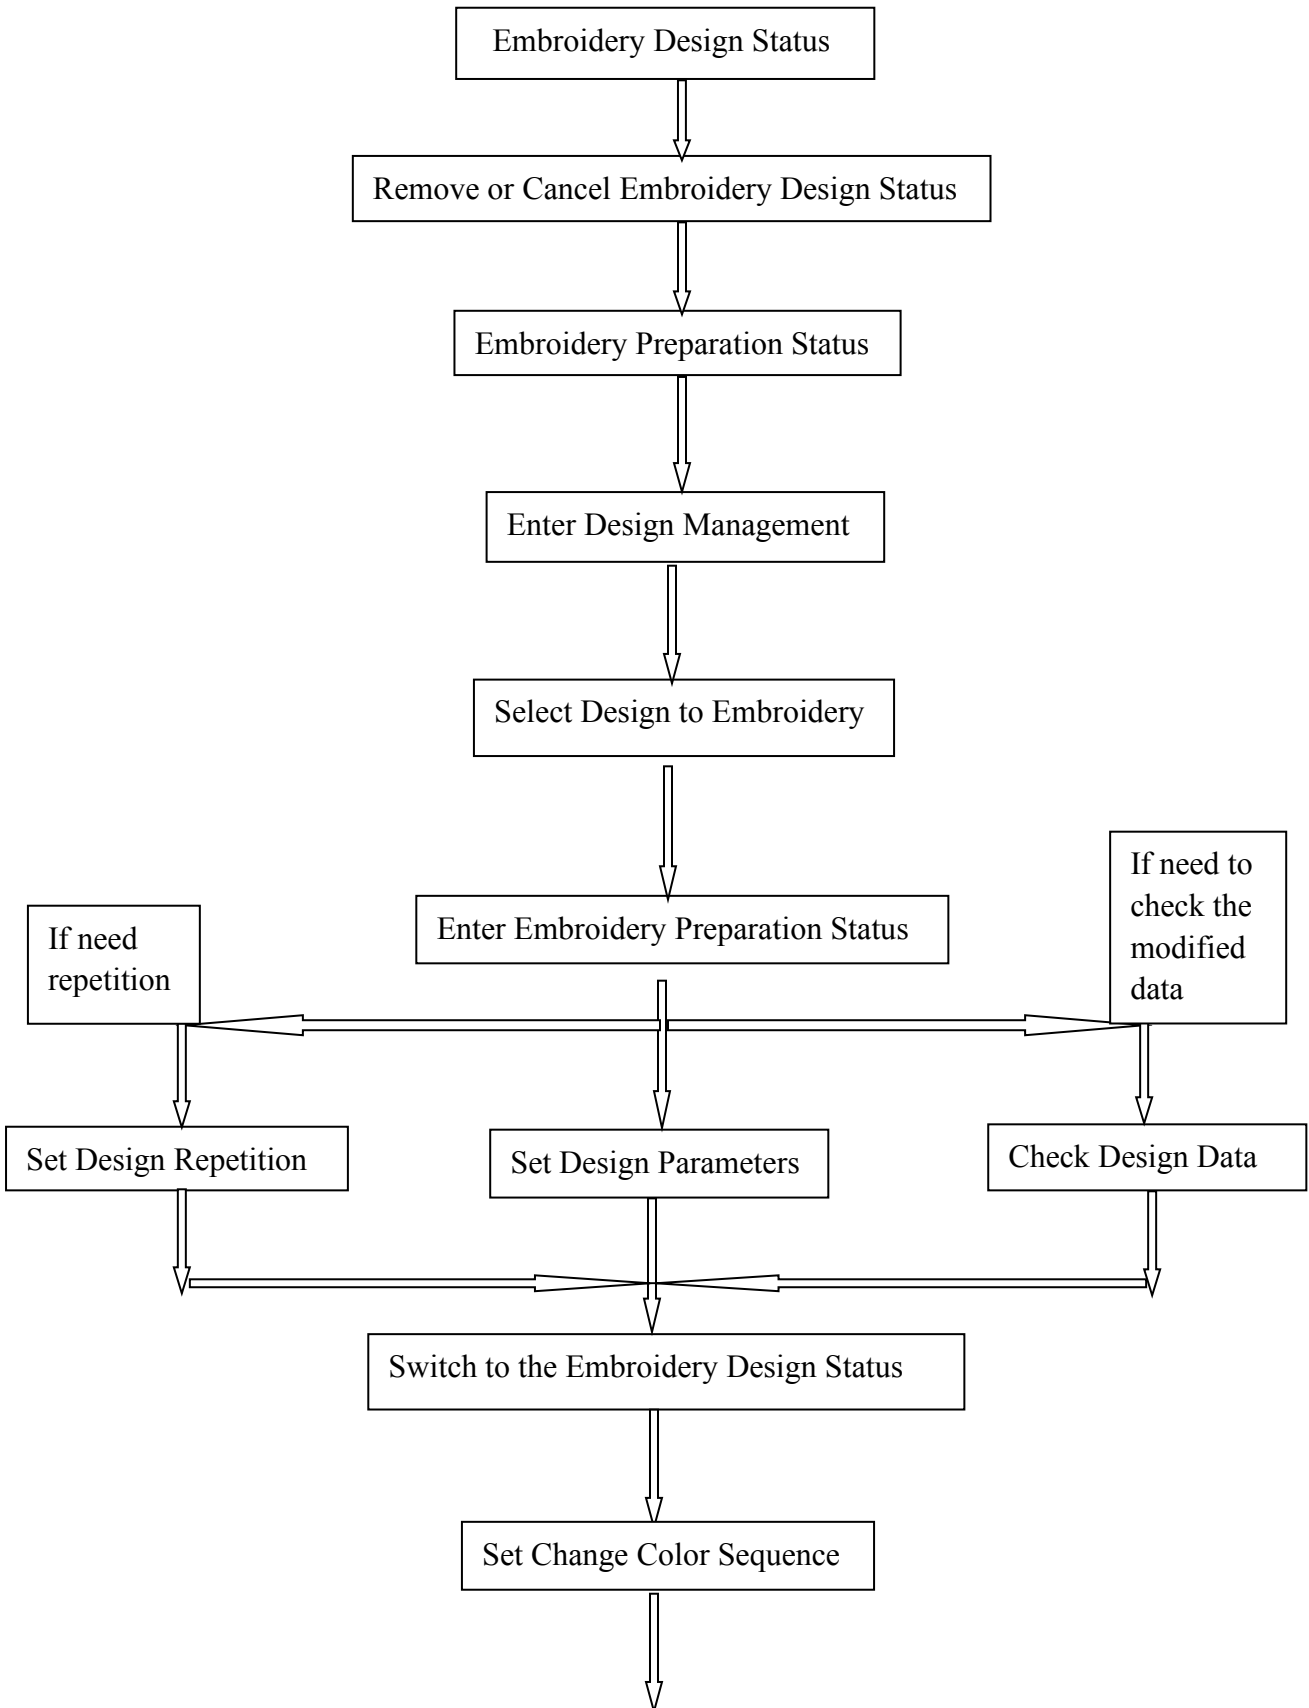 Embroidery Design Status
Remove or Cancel Embroidery Design Status
Embroidery Preparation Status
Enter Design Management
Select Design to Embroidery
Enter Embroidery Preparation Status
If need
repetition
If need to
check the
modified
data
Set Design Repetition
Set Design Parameters
Check Design Data
Switch to the Embroidery Design Status
Set Change Color Sequence